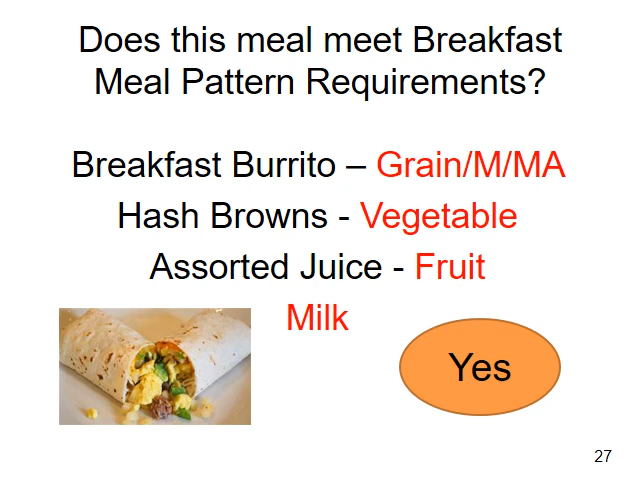 Does this meal meet Breakfast
Meal Pattern Requirements?
Breakfast Burrito – Grain/M/MA
Hash Browns - Vegetable
Assorted Juice - Fruit
Milk
Yes
27